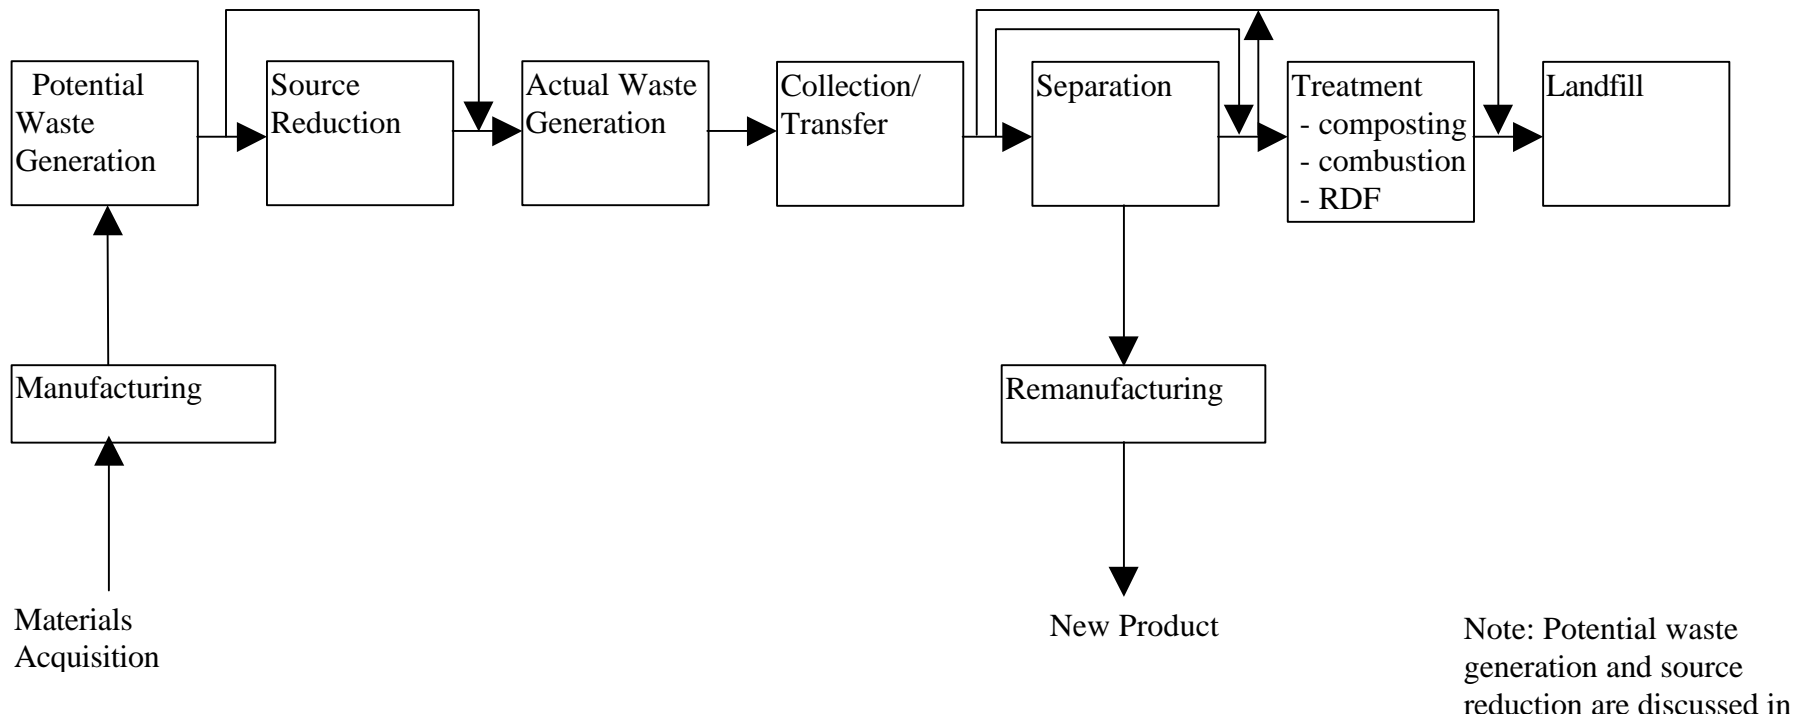 Potential
Waste
Generation
Source
Reduction
Actual Waste
Generation
Collection/
Transfer
Separation
Treatment
- composting
- combustion
- RDF
Landfill
Manufacturing
Remanufacturing
Materials
Acquisition
New Product
Note: Potential waste
generation and source
reduction are discussed in